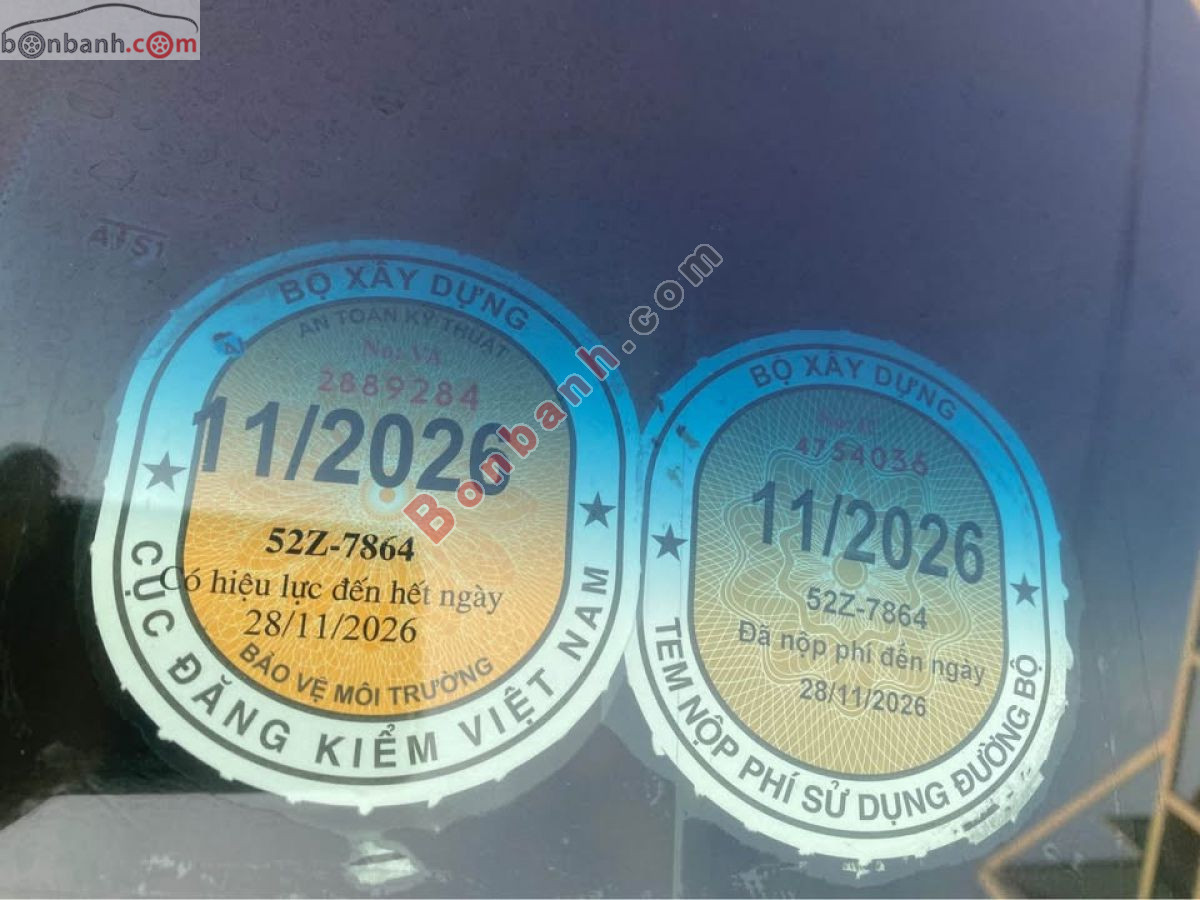 bonbanh.com
BỘ XÂY DỰNG
AN TOÀN KỸ THUẬT
No: VA
2889284
11/2026
52Z-7864
Có hiệu lực đến hết ngày
28/11/2026
BẢO VỆ MÔI TRƯỜNG
CỤC ĐĂNG KIỂM VIỆT NAM
Bonbanh.com
BỘ XÂY DỰNG
4754036
11/2026
52Z-7864
Đã nộp phí đến ngày
28/11/2026
TEM NỘP PHÍ SỬ DỤNG ĐƯỜNG BỘ